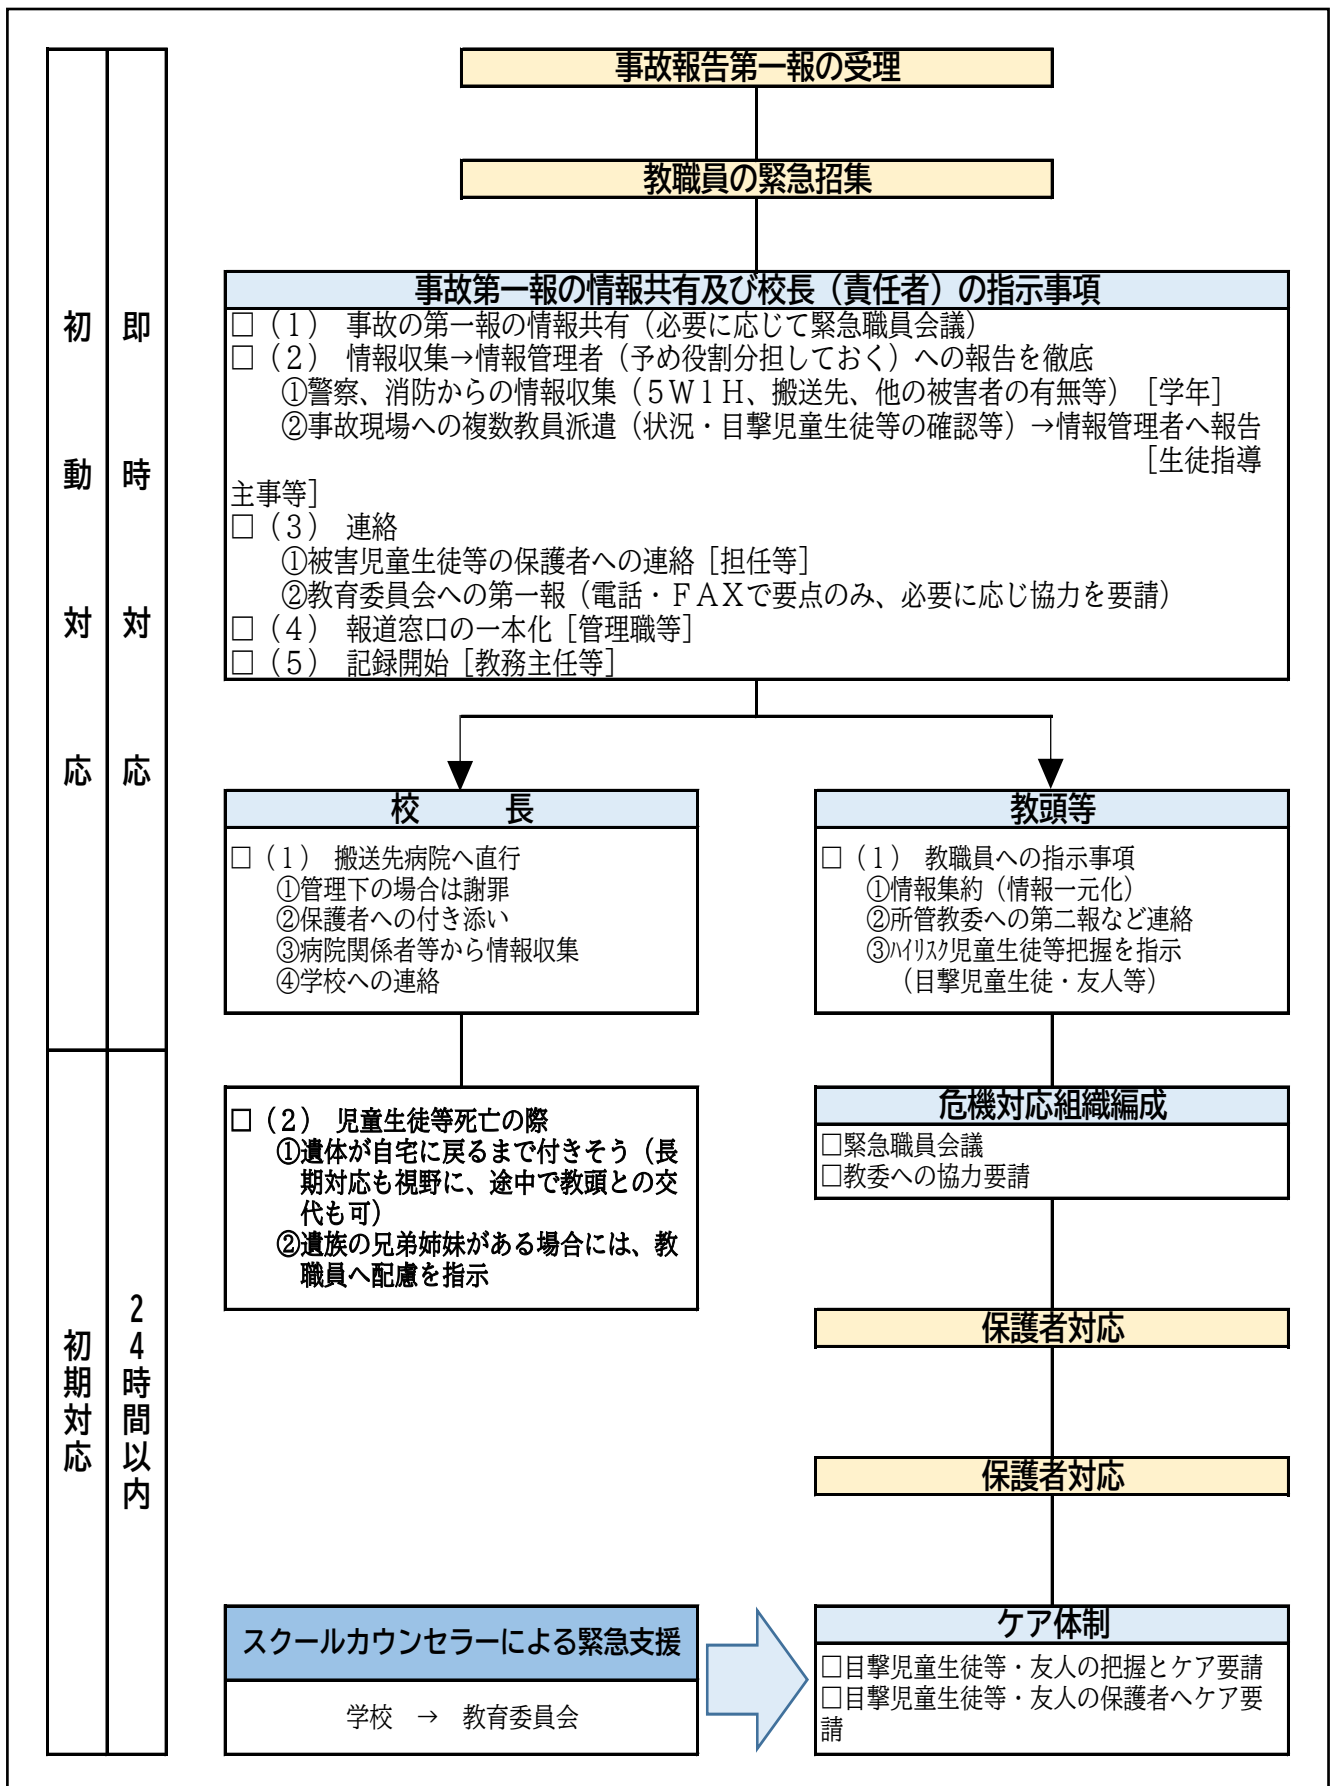 事故報告第一報の受理
教職員の緊急招集
初動対応
即時対応
事故第一報の情報共有及び校長（責任者）の指示事項
□（１）　事故の第一報の情報共有（必要に応じて緊急職員会議）
□（２）　情報収集→情報管理者（予め役割分担しておく）への報告を徹底
①警察、消防からの情報収集（５Ｗ１Ｈ、搬送先、他の被害者の有無等）［学年］
②事故現場への複数教員派遣（状況・目撃児童生徒等の確認等）→情報管理者へ報告
［生徒指導
主事等］
□（３）　連絡
①被害児童生徒等の保護者への連絡［担任等］
②教育委員会への第一報（電話・ＦＡＸで要点のみ、必要に応じ協力を要請）
□（４）　報道窓口の一本化［管理職等］
□（５）　記録開始［教務主任等］
校　　長
□（１）　搬送先病院へ直行
①管理下の場合は謝罪
②保護者への付き添い
③病院関係者等から情報収集
④学校への連絡
教頭等
□（１）　教職員への指示事項
①情報集約（情報一元化）
②所管教委への第二報など連絡
③ﾊｲﾘｽｸ児童生徒等把握を指示
（目撃児童生徒・友人等）
初期対応
２４時間以内
□（２）　児童生徒等死亡の際
①遺体が自宅に戻るまで付きそう（長
期対応も視野に、途中で教頭との交
代も可）
②遺族の兄弟姉妹がある場合には、教
職員へ配慮を指示
危機対応組織編成
□緊急職員会議
□教委への協力要請
保護者対応
保護者対応
スクールカウンセラーによる緊急支援
学校　→　教育委員会
ケア体制
□目撃児童生徒等・友人の把握とケア要請
□目撃児童生徒等・友人の保護者へケア要
請